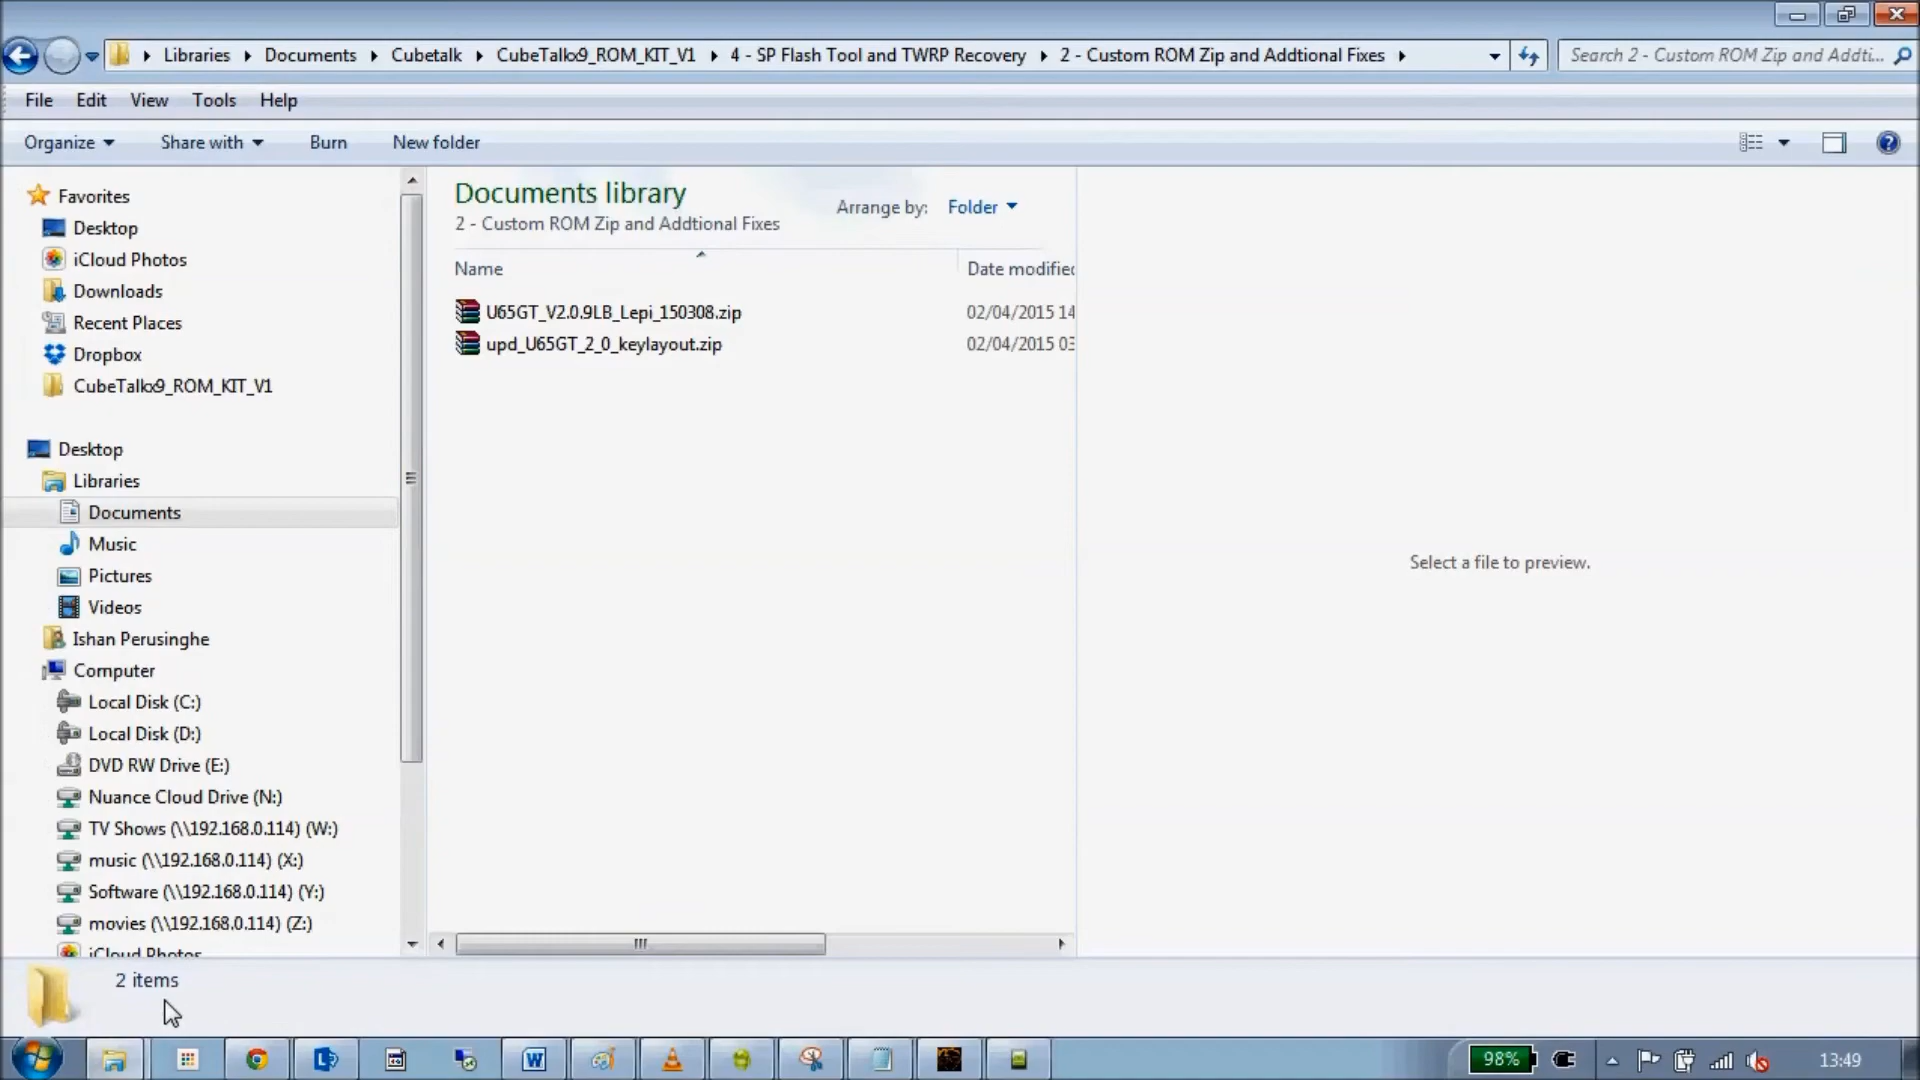 Libraries Documents Cubetalk CubeTalkx9_ROM_KIT_V1 4 - SP Flash Tool and TWRP Recovery 2 - Custom ROM Zip and Addtional Fixes Search 2 - Custom ROM Zip and Addti...
File Edit View Tools Help
Organize Share with Burn New folder
Favorites
Desktop
iCloud Photos
Downloads
Recent Places
Dropbox
CubeTalkx9_ROM_KIT_V1
Desktop
Libraries
Documents
Music
Pictures
Videos
Ishan Perusinghe
Computer
Local Disk (C:)
Local Disk (D:)
DVD RW Drive (E:)
Nuance Cloud Drive (N:)
TV Shows (\\192.168.0.114) (W:)
music (\\192.168.0.114) (X:)
Software (\\192.168.0.114) (Y:)
movies (\\192.168.0.114) (Z:)
iCloud Photos
Documents library
2 - Custom ROM Zip and Addtional Fixes
Arrange by: Folder
Name Date modified
U65GT_V2.0.9LB_Lepi_150308.zip 02/04/2015 14
upd_U65GT_2_0_keylayout.zip 02/04/2015 03
Select a file to preview.
2 items
98% 13:49